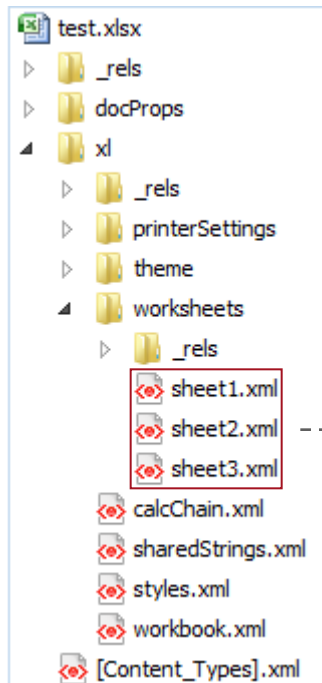 test.xlsx
_rels
docProps
xl
_rels
printerSettings
theme
worksheets
_rels
sheet1.xml
sheet2.xml
sheet3.xml
calcChain.xml
sharedStrings.xml
styles.xml
workbook.xml
[Content_Types].xml